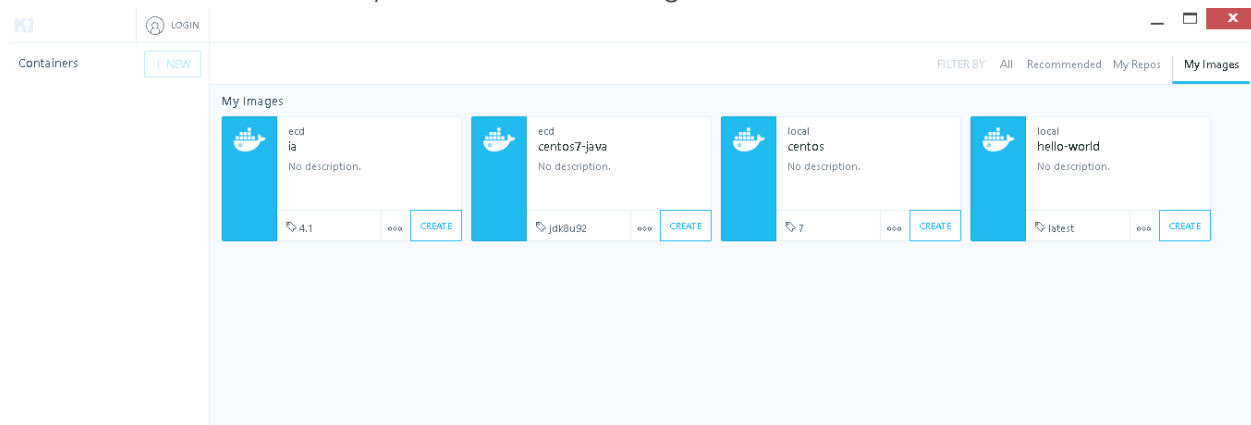 LOGIN
Containers
NEW
FILTER BY All Recommended My Repos My Images
My Images
ecd
ia
No description.
4.1
CREATE
ecd
centos7-java
No description.
jdk8u92
CREATE
local
centos
No description.
7
CREATE
local
hello-world
No description.
latest
CREATE